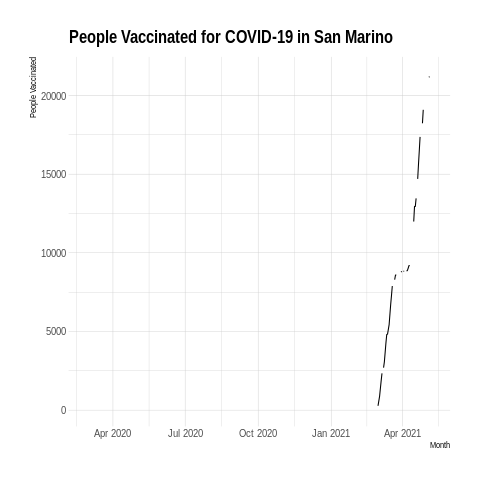 People Vaccinated for COVID-19 in San Marino
People Vaccinated
20000
15000
10000
5000
0
Apr 2020 Jul 2020 Oct 2020 Jan 2021 Apr 2021
Month